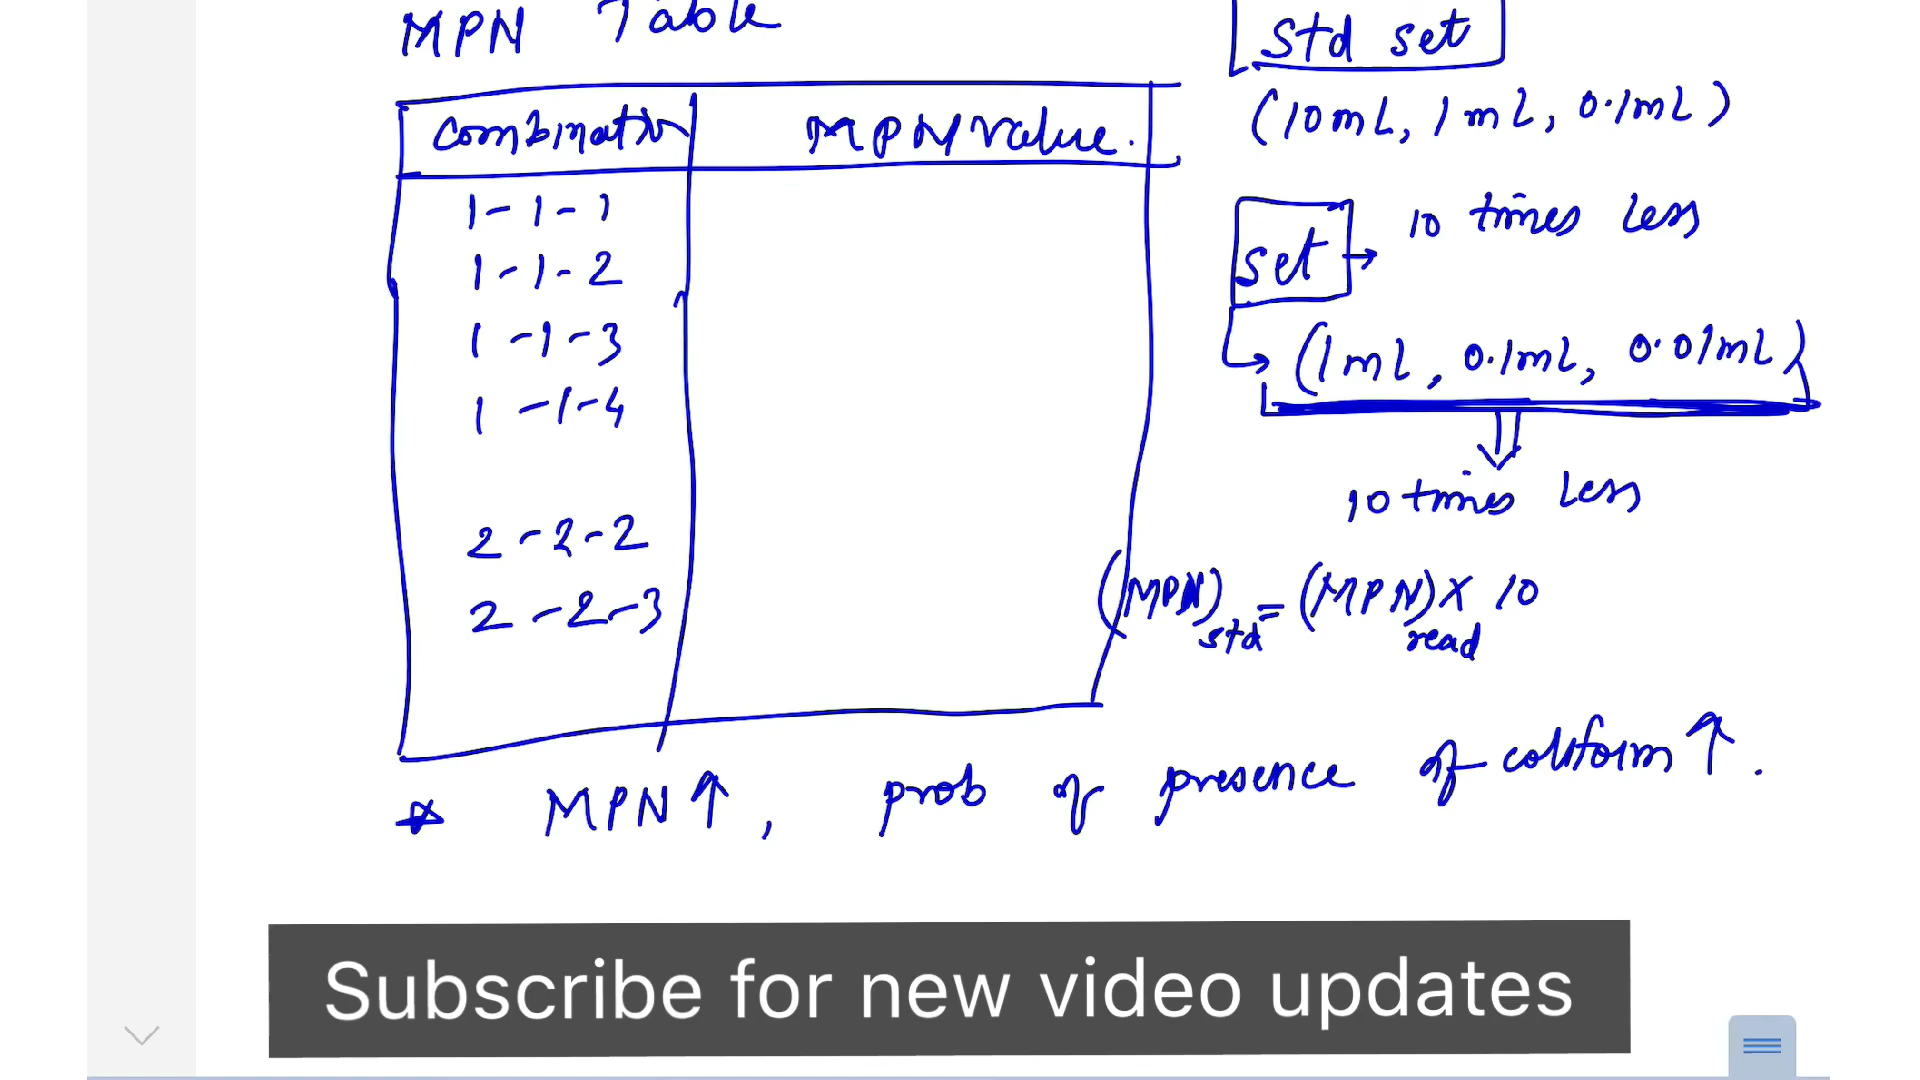 MPN Table
Combination MPN Value.
1-1-1
1-1-2
1-1-3
1-1-4
2-2-2
2-2-3
Std set
(10mL, 1mL, 0.1mL)
set → 10 times less
(1mL, 0.1mL, 0.01mL)
10 times less
(MPN)std = (MPN)read X 10
* MPN↑, prob of presence of coliform↑.
Subscribe for new video updates